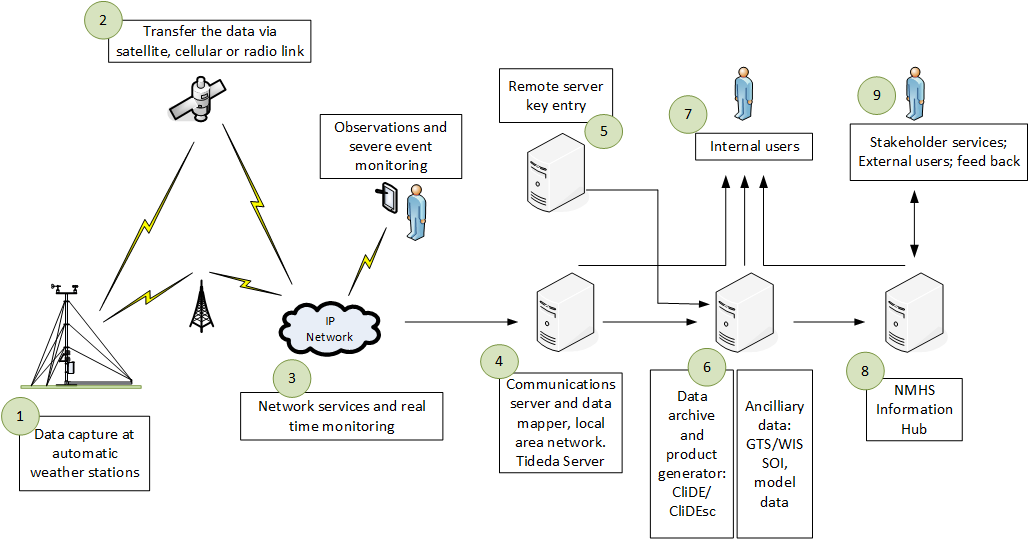 2
Transfer the data via
satellite, cellular or radio link
Observations and
severe event
monitoring
Remote server
key entry
5
7
Internal users
9
Stakeholder services;
External users; feed back
IP
Network
1
Data capture at
automatic
weather stations
3
Network services and real
time monitoring
4
Communications
server and data
mapper, local
area network.
Tideda Server
6
Data
archive
and
product
generator:
CliDE/
CliDEsc
Ancilliary
data:
GTS/WIS
SOI,
model
data
8
NMHS
Information
Hub